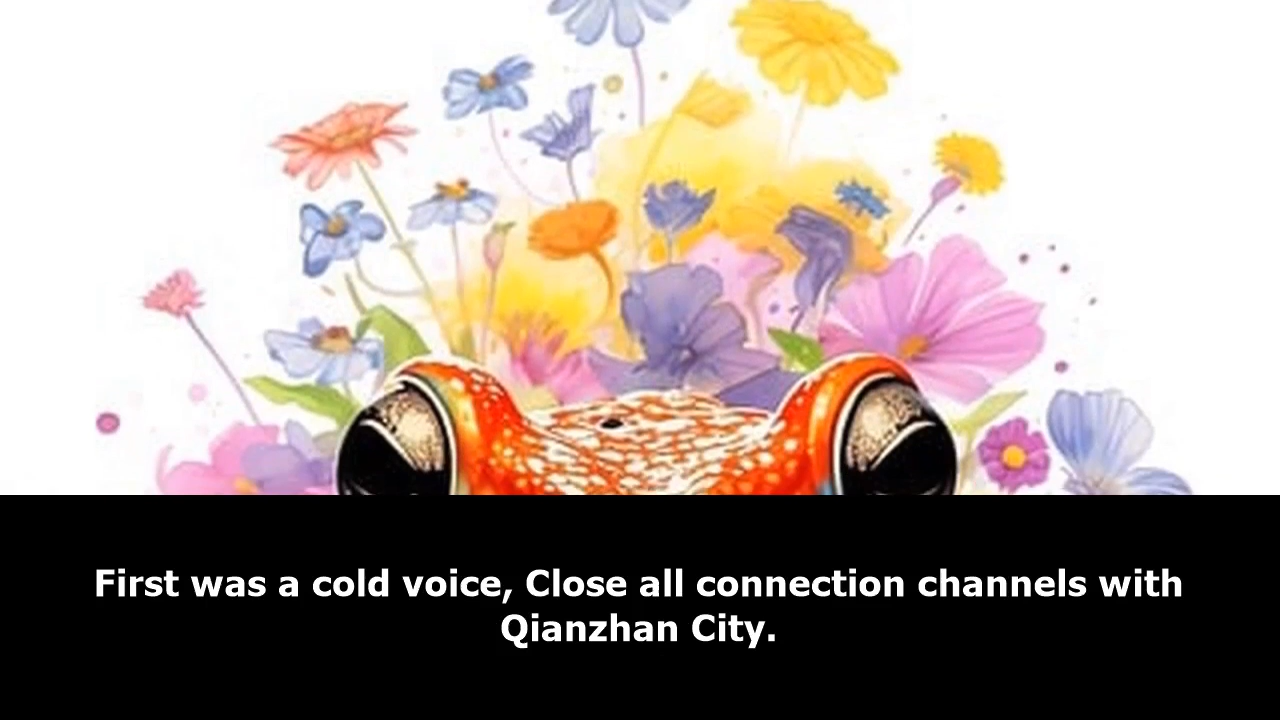 First was a cold voice, Close all connection channels with
Qianzhan City.